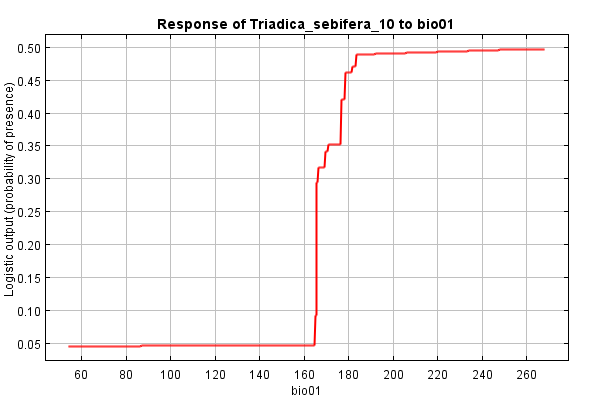 Response of Triadica_sebifera_10 to bio01
Logistic output (probability of presence)
0.50
0.45
0.40
0.35
0.30
0.25
0.20
0.15
0.10
0.05
60 80 100 120 140 160 180 200 220 240 260
bio01